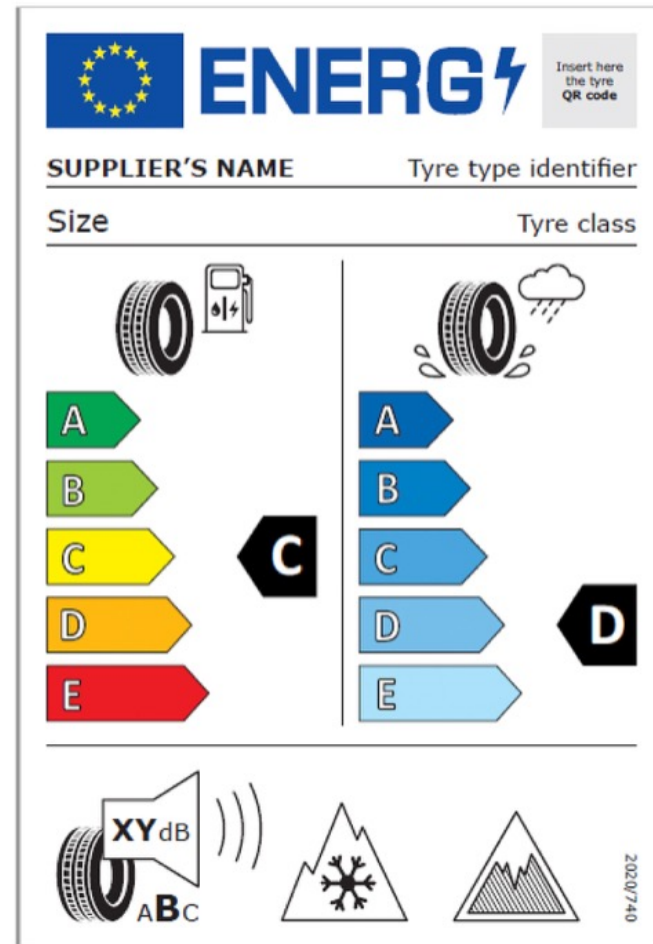 ENERG
Insert here
the tyre
QR code
SUPPLIER'S NAME
Tyre type identifier
Size
Tyre class
A
B
C
D
E
C
A
B
C
D
E
D
XYdB
ABC
2020/740